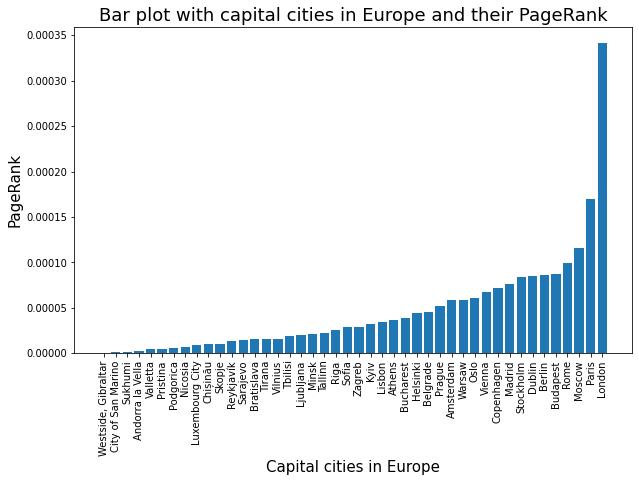 Bar plot with capital cities in Europe and their PageRank
PageRank
0.00035
0.00030
0.00025
0.00020
0.00015
0.00010
0.00005
0.00000
Westside, Gibraltar
City of San Marino
Sukhumi
Andorra la Vella
Valletta
Pristina
Podgorica
Nicosia
Luxembourg City
Chisinau
Skopje
Reykjavik
Sarajevo
Bratislava
Tirana
Vilnius
Tbilisi
Ljubljana
Minsk
Tallinn
Riga
Sofia
Zagreb
Kyiv
Lisbon
Athens
Bucharest
Helsinki
Belgrade
Prague
Amsterdam
Warsaw
Oslo
Vienna
Copenhagen
Madrid
Stockholm
Dublin
Berlin
Budapest
Rome
Moscow
Paris
London
Capital cities in Europe